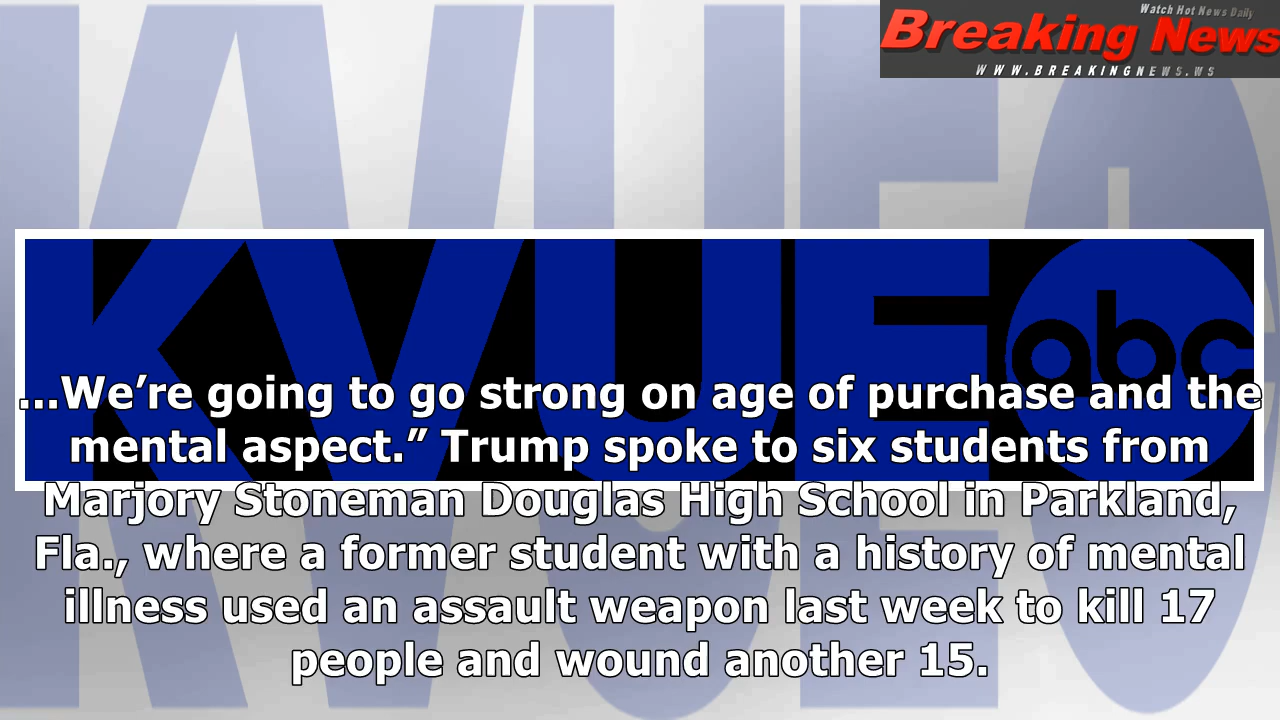 Watch Hot News Daily
Breaking News
WWW.BREAKINGNEWS.WS
KVUE abc
...We’re going to go strong on age of purchase and the
mental aspect.” Trump spoke to six students from
Marjory Stoneman Douglas High School in Parkland,
Fla., where a former student with a history of mental
illness used an assault weapon last week to kill 17
people and wound another 15.